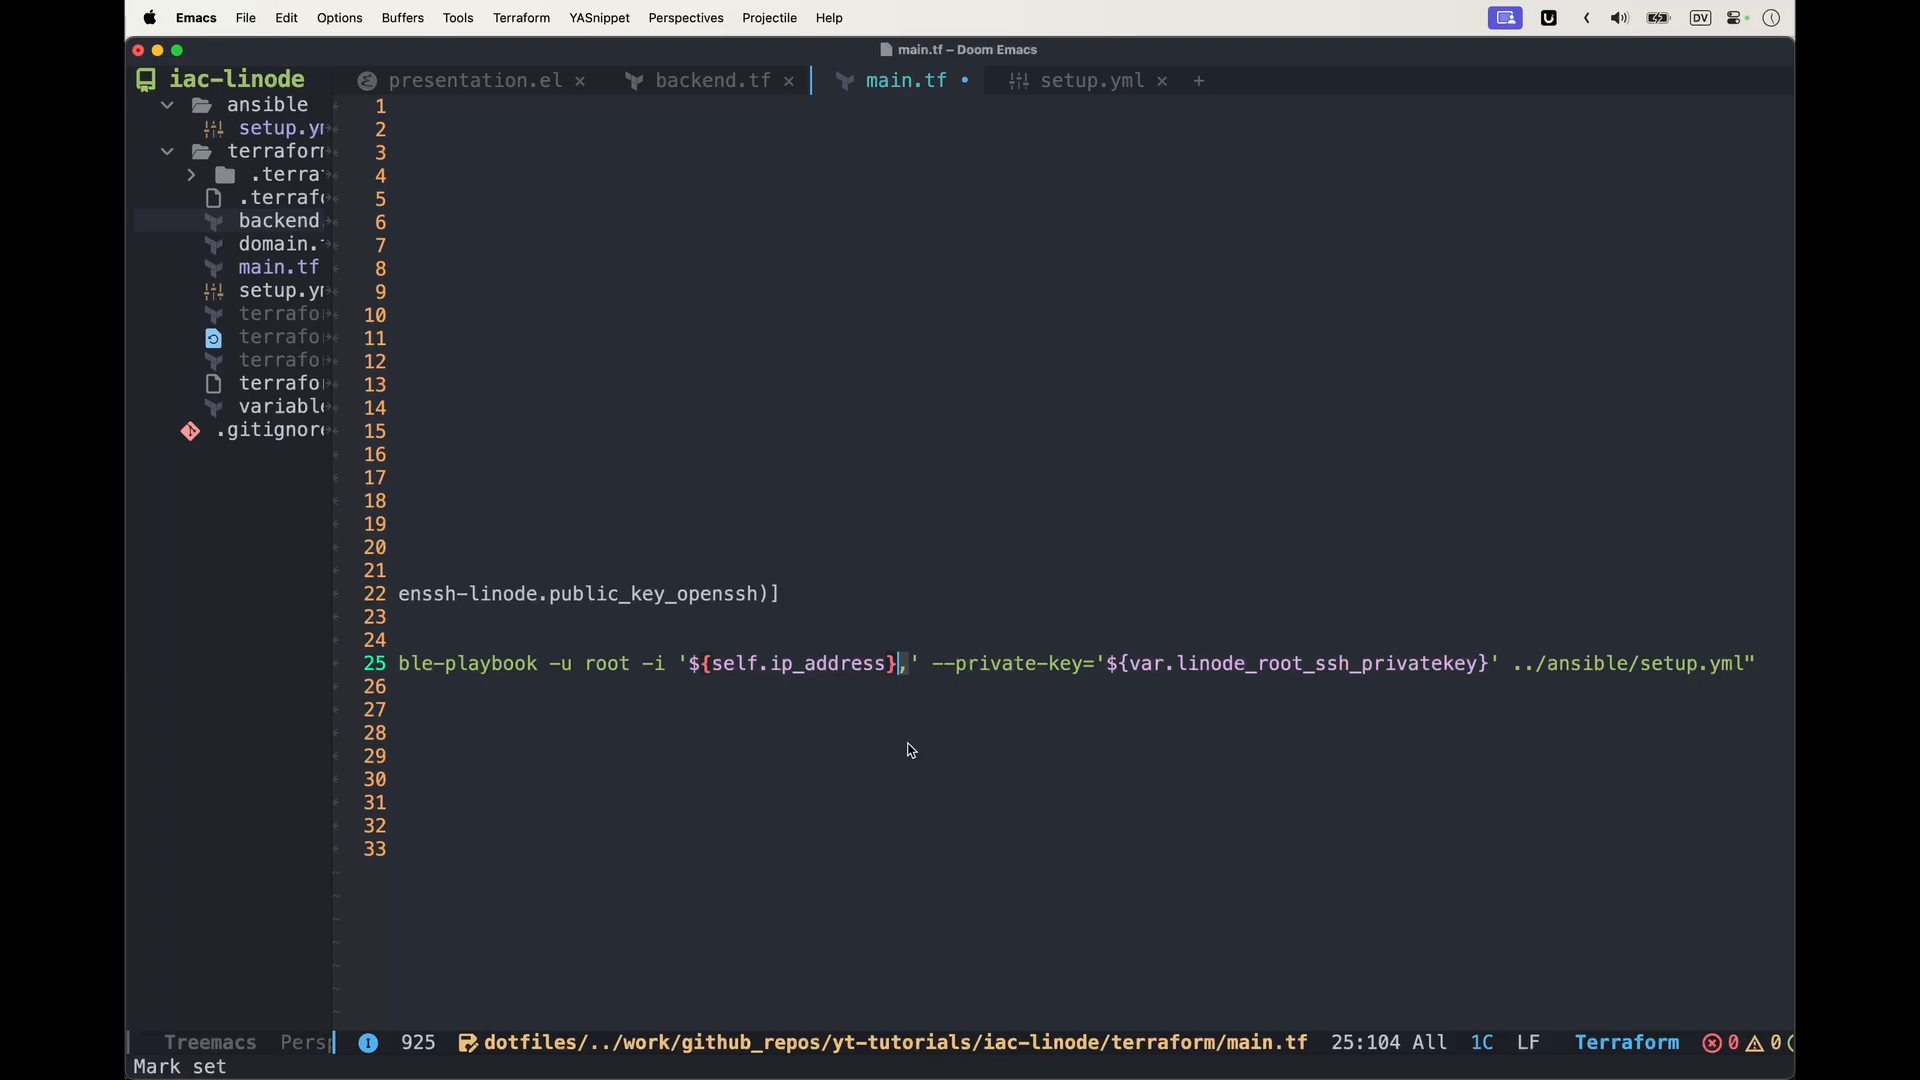 Emacs File Edit Options Buffers Tools Terraform YASnippet Perspectives Projectile Help
DV
main.tf – Doom Emacs
iac-linode
presentation.el × backend.tf × main.tf • setup.yml × +
ansible
setup.y
terraform
.terra
.terraf
backend.
domain.
main.tf
setup.y
terrafo
terrafo
terrafo
terrafo
variabl
.gitignor
1
2
3
4
5
6
7
8
9
10
11
12
13
14
15
16
17
18
19
20
21
22 enssh-linode.public_key_openssh)]
23
24
25 ble-playbook -u root -i '${self.ip_address},' --private-key='${var.linode_root_ssh_privatekey}' ../ansible/setup.yml"
26
27
28
29
30
31
32
33
Treemacs Pers
I 925 dotfiles/../work/github_repos/yt-tutorials/iac-linode/terraform/main.tf 25:104 All 1C LF Terraform 0 0
Mark set